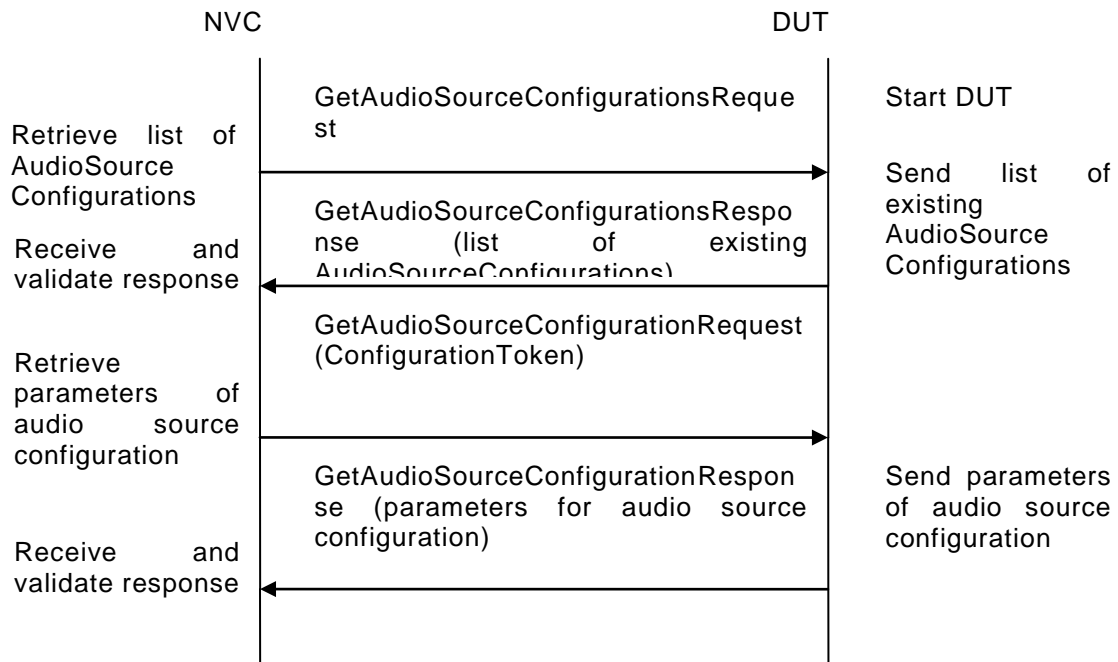 NVC
DUT
GetAudioSourceConfigurationsReque
st
Start DUT
Retrieve list of
AudioSource
Configurations
Send list of
existing
AudioSource
Configurations
GetAudioSourceConfigurationsRespo
nse (list of existing
AudioSourceConfigurations)
Receive and
validate response
GetAudioSourceConfigurationRequest
(ConfigurationToken)
Retrieve
parameters of
audio source
configuration
GetAudioSourceConfigurationRespon
se (parameters for audio source
configuration)
Send parameters
of audio source
configuration
Receive and
validate response